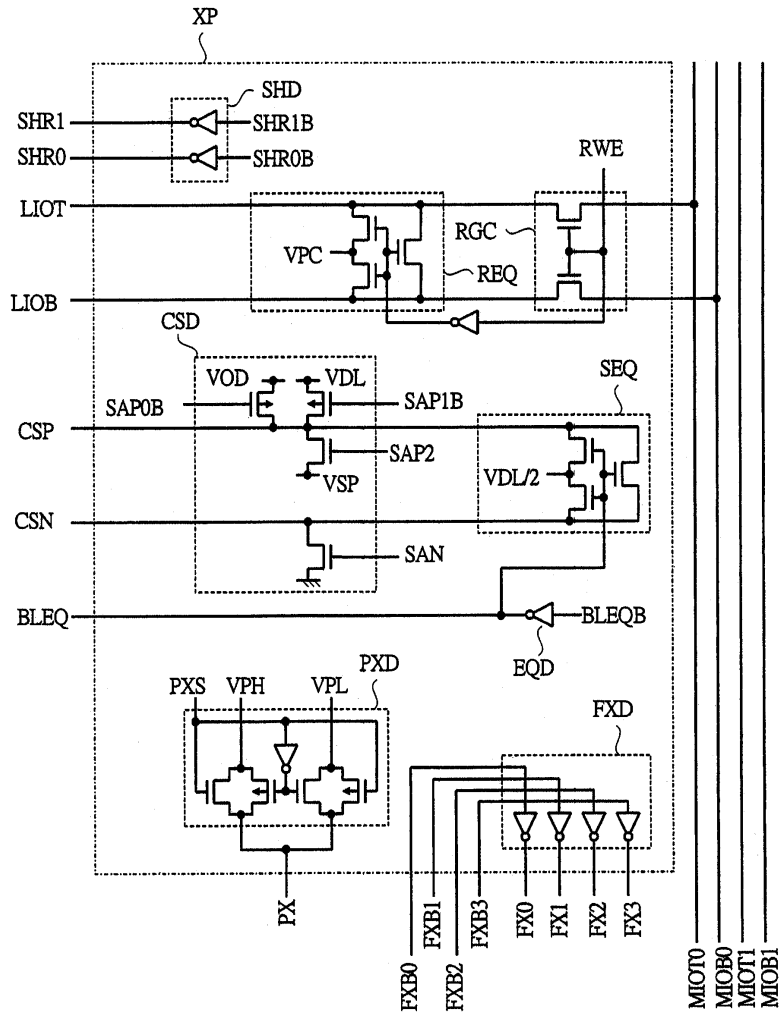 XP
SHD
SHR1
SHR1B
SHR0
SHR0B
RWE
LIOT
RGC
VPC
REQ
LIOB
CSD
VOD
VDL
SEQ
SAP0B
SAP1B
CSP
SAP2
VDL/2
VSP
CSN
SAN
BLEQ
BLEQB
EQD
PXS
VPH
VPL
PXD
FXD
PX
FXB0
FXB1
FXB2
FXB3
FX0
FX1
FX2
FX3
MIOT0
MIOB0
MIOT1
MIOB1